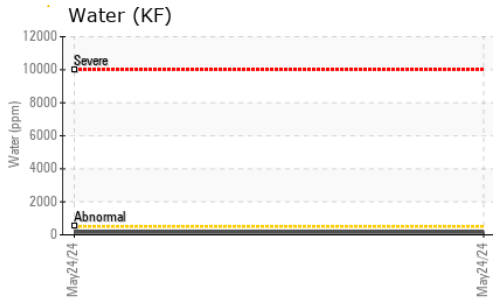 Water (KF)
12000
Severe
10000
8000
6000
4000
2000
Abnormal
0
Water (ppm)
May24/24
May24/24